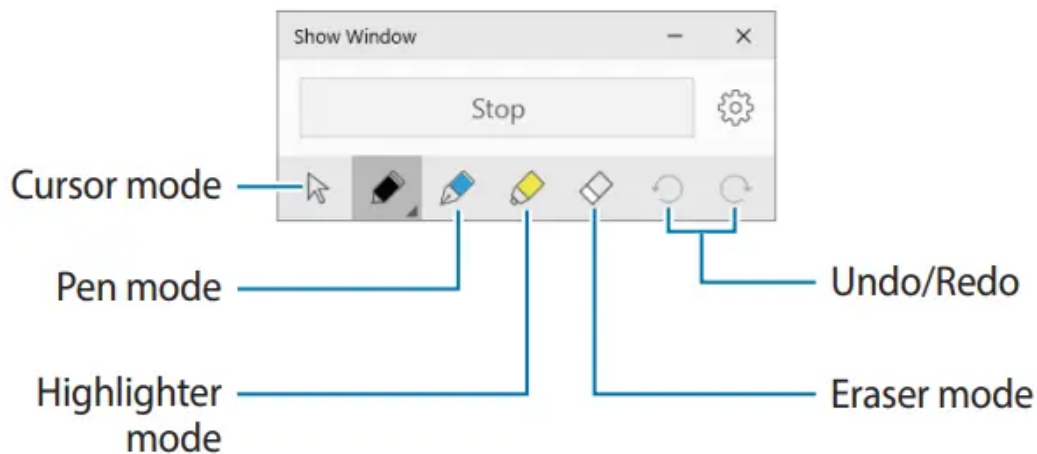 Show Window
Stop
Cursor mode
Pen mode
Undo/Redo
Highlighter
mode
Eraser mode